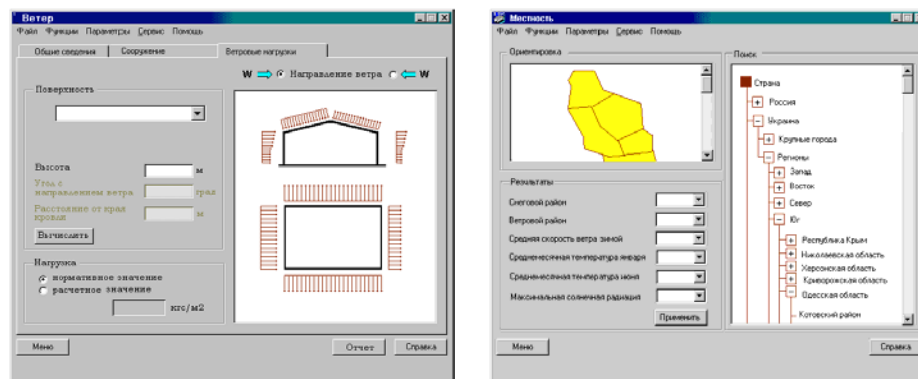 Ветер
Файл Функции Параметры Сервис Помощь
Общие сведения Сооружение Ветровые нагрузки
W Направление ветра W
Поверхность
Высота м
Угол с
направлением ветра град
Расстояние от края
кровли м
Вычислить
Нагрузка
нормативное значение
расчетное значение
кгс/м2
Меню Отчет Справка
Местность
Файл Функции Параметры Сервис Помощь
Ориентировка
Результаты
Снеговой район
Ветровой район
Средняя скорость ветра зимой
Среднемесячная температура января
Среднемесячная температура июня
Максимальная солнечная радиация
Применить
Поиск
Страна
Россия
Украина
Крупные города
Регионы
Запад
Восток
Север
Юг
Республика Крым
Николаевская область
Херсонская область
Криворожская область
Одесская область
Котовский район
Меню Справка